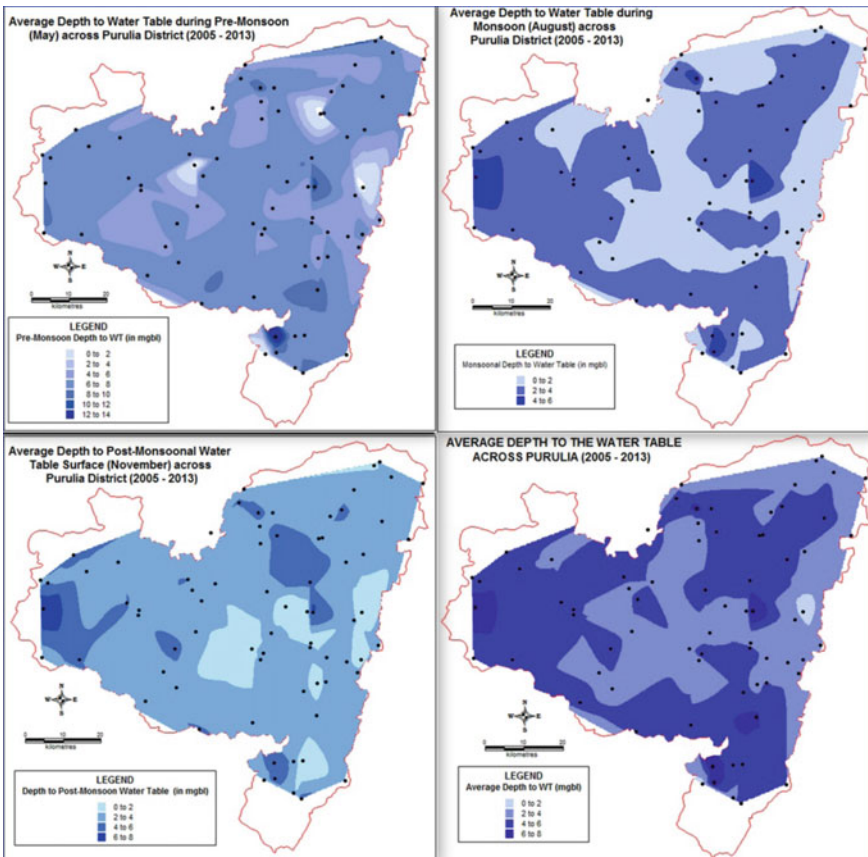 Average Depth to Water Table during Pre-Monsoon
(May) across Purulia District (2005 - 2013)
N
W E
S
0 10 20
kilometres
LEGEND
Pre-Monsoon Depth to WT (in mgbl)
0 to 2
2 to 4
4 to 6
6 to 8
8 to 10
10 to 12
12 to 14
Average Depth to Water Table during
Monsoon (August) across
Purulia District (2005 - 2013)
N
W E
S
0 10 20
kilometres
LEGEND
Monsoonal Depth to Water Table (in mgbl)
0 to 2
2 to 4
4 to 6
Average Depth to Post-Monsoonal Water
Table Surface (November) across
Purulia District (2005 - 2013)
N
W E
S
0 10 20
kilometres
LEGEND
Depth to Post-Monsoon Water Table (in mgbl)
0 to 2
2 to 4
4 to 6
6 to 8
AVERAGE DEPTH TO THE WATER TABLE
ACROSS PURULIA (2005 - 2013)
N
W E
S
0 10 20
kilometres
LEGEND
Average Depth to WT (mgbl)
0 to 2
2 to 4
4 to 6
6 to 8